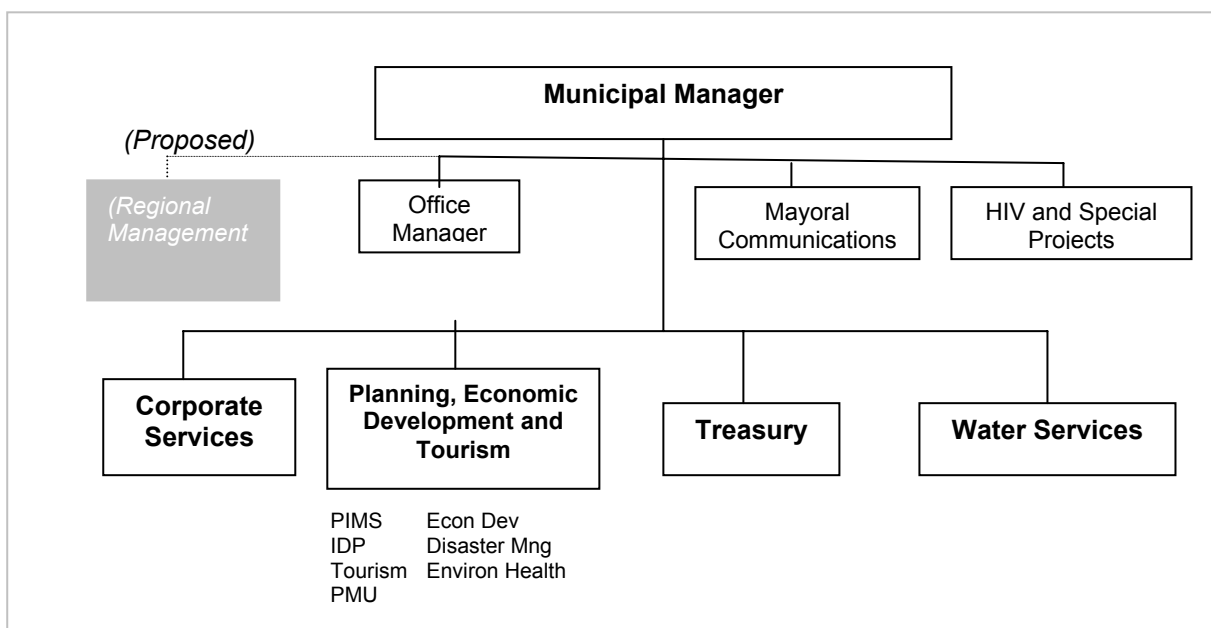 Municipal Manager
(Proposed)
(Regional
Management
Office
Manager
Mayoral
Communications
HIV and Special
Projects
Corporate
Services
Planning, Economic
Development and
Tourism
Treasury
Water Services
PIMS Econ Dev
IDP Disaster Mng
Tourism Environ Health
PMU